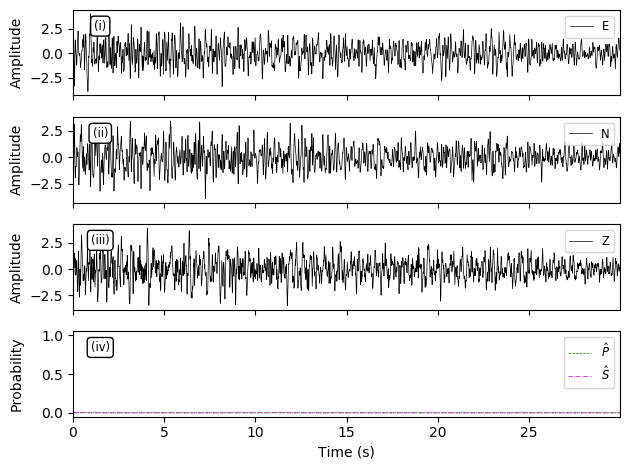 Amplitude
2.5
0.0
−2.5
(i)
E
Amplitude
2.5
0.0
−2.5
(ii)
N
Amplitude
2.5
0.0
−2.5
(iii)
Z
Probability
1.0
0.5
0.0
(iv)
P̂
Ŝ
0 5 10 15 20 25
Time (s)